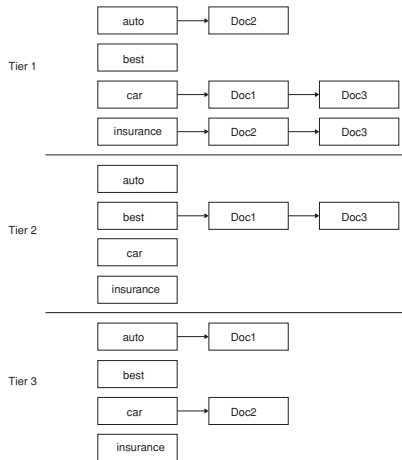 auto Doc2
best
Tier 1
car Doc1 Doc3
insurance Doc2 Doc3
auto
best Doc1 Doc3
Tier 2
car
insurance
auto Doc1
best
Tier 3
car Doc2
insurance